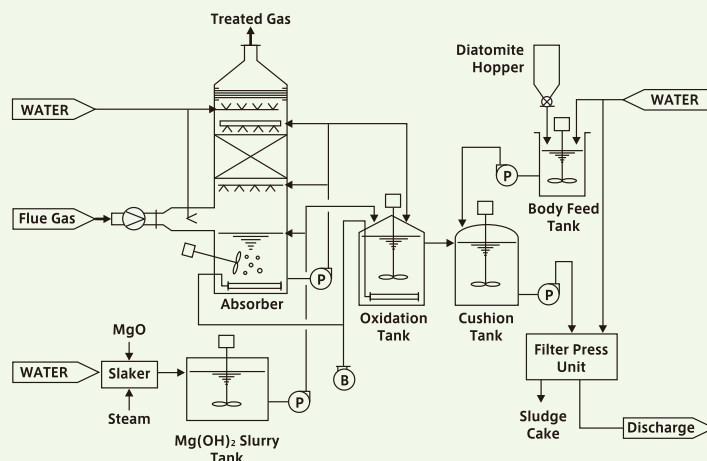 Treated Gas
Diatomite
Hopper
WATER
WATER
P
Body Feed
Tank
Flue Gas
P
Absorber
Oxidation
Tank
P
Cushion
Tank
MgO
WATER
Slaker
Steam
P
B
Mg(OH)₂ Slurry
Tank
Filter Press
Unit
Sludge
Cake
Discharge